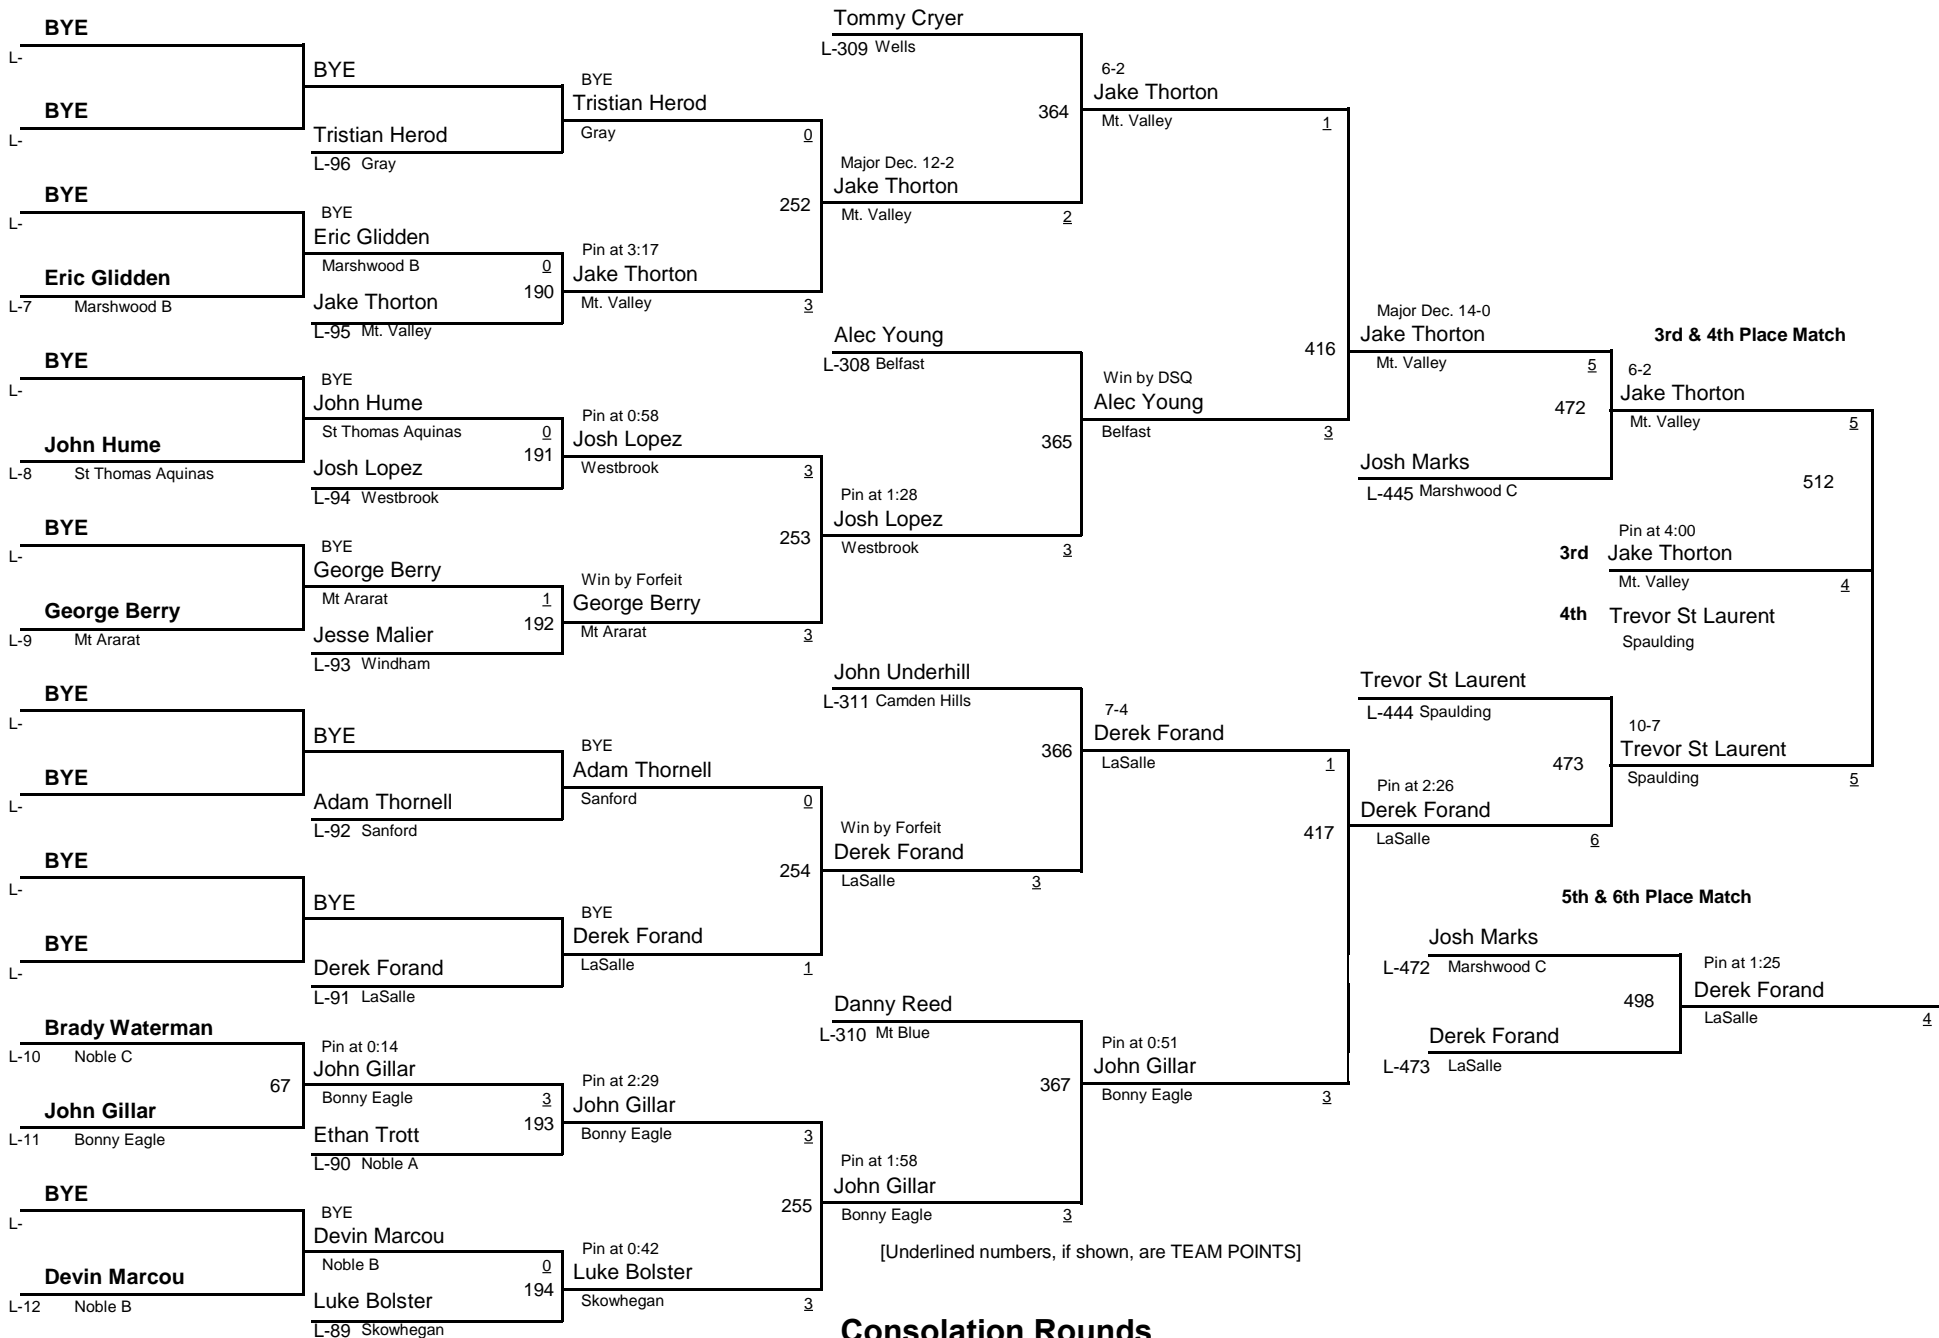 BYE
L-
BYE
L-
BYE
L-
Eric Glidden
L-7 Marshwood B
BYE
L-
John Hume
L-8 St Thomas Aquinas
BYE
L-
George Berry
L-9 Mt Ararat
BYE
L-
BYE
L-
BYE
L-
BYE
L-
Brady Waterman
L-10 Noble C
67
John Gillar
L-11 Bonny Eagle
BYE
L-
Devin Marcou
L-12 Noble B
BYE
Tristian Herod
L-96 Gray
BYE
Eric Glidden
Marshwood B 0
190
Jake Thorton
L-95 Mt. Valley
BYE
John Hume
St Thomas Aquinas 0
191
Josh Lopez
L-94 Westbrook
BYE
George Berry
Mt Ararat 1
192
Jesse Malier
L-93 Windham
BYE
Adam Thornell
L-92 Sanford
BYE
Derek Forand
L-91 LaSalle
Pin at 0:14
John Gillar
Bonny Eagle 3
193
Ethan Trott
L-90 Noble A
BYE
Devin Marcou
Noble B 0
194
Luke Bolster
L-89 Skowhegan
BYE
Tristian Herod
Gray 0
252
Pin at 3:17
Jake Thorton
Mt. Valley 3
Pin at 0:58
Josh Lopez
Westbrook 3
253
Win by Forfeit
George Berry
Mt Ararat 3
BYE
Adam Thornell
Sanford 0
254
BYE
Derek Forand
LaSalle 1
Pin at 2:29
John Gillar
Bonny Eagle 3
255
Pin at 0:42
Luke Bolster
Skowhegan 3
Tommy Cryer
L-309 Wells
364
Major Dec. 12-2
Jake Thorton
Mt. Valley 2
Alec Young
L-308 Belfast
365
Pin at 1:28
Josh Lopez
Westbrook 3
John Underhill
L-311 Camden Hills
366
Win by Forfeit
Derek Forand
LaSalle 3
Danny Reed
L-310 Mt Blue
367
Pin at 1:58
John Gillar
Bonny Eagle 3
6-2
Jake Thorton
Mt. Valley 1
416
Win by DSQ
Alec Young
Belfast 3
7-4
Derek Forand
LaSalle 1
417
Pin at 0:51
John Gillar
Bonny Eagle 3
Major Dec. 14-0
Jake Thorton
Mt. Valley 5
472
Josh Marks
L-445 Marshwood C
Trevor St Laurent
L-444 Spaulding
473
Pin at 2:26
Derek Forand
LaSalle 6
3rd & 4th Place Match
6-2
Jake Thorton
Mt. Valley 5
512
Pin at 4:00
3rd Jake Thorton
Mt. Valley 4
4th Trevor St Laurent
Spaulding
10-7
Trevor St Laurent
Spaulding 5
5th & 6th Place Match
Josh Marks
L-472 Marshwood C
498
Derek Forand
L-473 LaSalle
Pin at 1:25
Derek Forand
LaSalle 4
[Underlined numbers, if shown, are TEAM POINTS]
Consolation Rounds